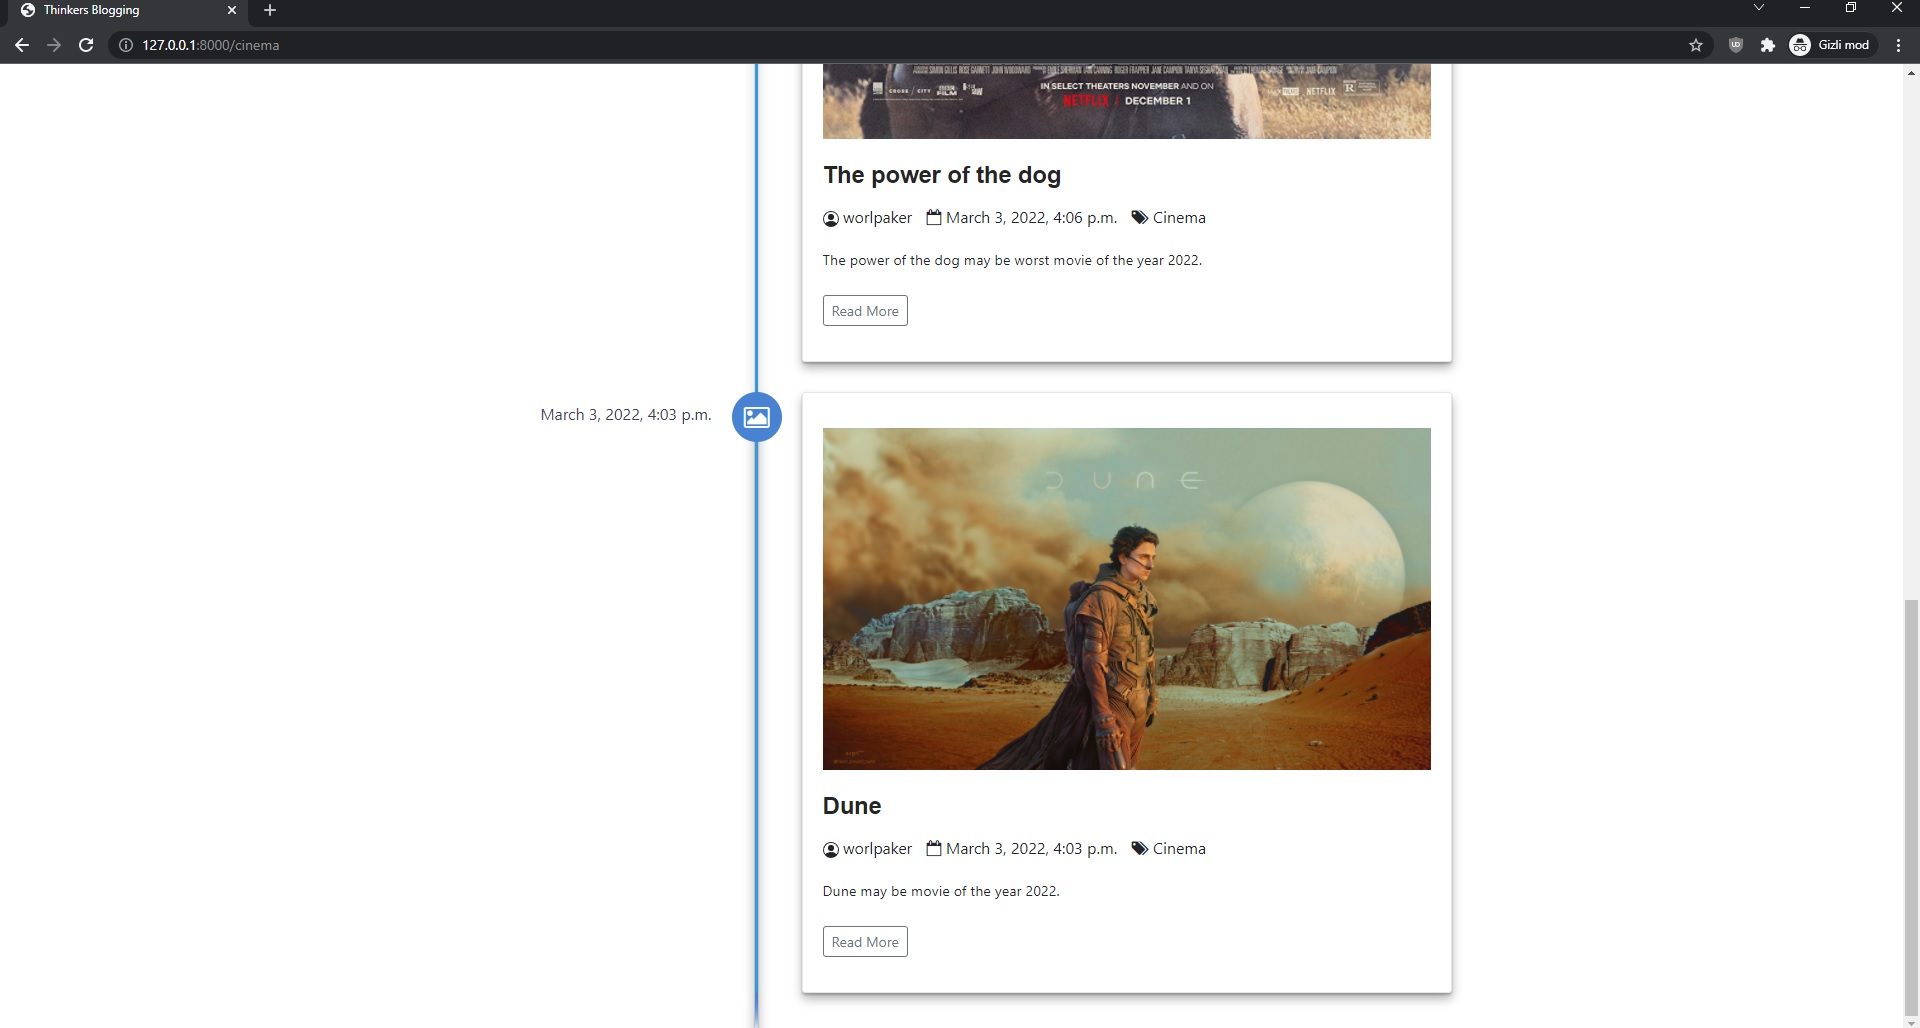 Thinkers Blogging
127.0.0.1:8000/cinema
Gizli mod
IN SELECT THEATERS NOVEMBER AND ON
NETFLIX DECEMBER 1
NETFLIX
The power of the dog
worlpaker March 3, 2022, 4:06 p.m. Cinema
The power of the dog may be worst movie of the year 2022.
Read More
March 3, 2022, 4:03 p.m.
DUNE
Dune
worlpaker March 3, 2022, 4:03 p.m. Cinema
Dune may be movie of the year 2022.
Read More